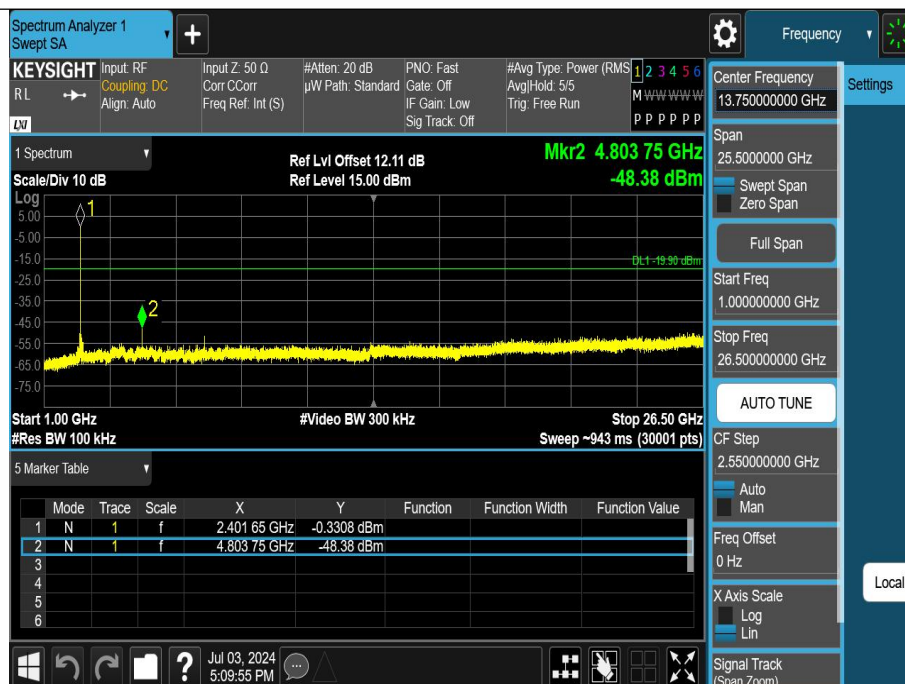 Spectrum Analyzer 1
Swept SA
Frequency
KEYSIGHT
RL
LXI
Input: RF
Coupling: DC
Align: Auto
Input Z: 50 Ω
Corr CCorr
Freq Ref: Int (S)
#Atten: 20 dB
µW Path: Standard
PNO: Fast
Gate: Off
IF Gain: Low
Sig Track: Off
#Avg Type: Power (RMS
Avg|Hold: 5/5
Trig: Free Run
1 2 3 4 5 6
M W W W W W
P P P P P P
1 Spectrum
Scale/Div 10 dB
Ref Lvl Offset 12.11 dB
Ref Level 15.00 dBm
Mkr2 4.803 75 GHz
-48.38 dBm
Log
5.00
-5.00
-15.0
-25.0
-35.0
-45.0
-55.0
-65.0
-75.0
1
2
DL1 -19.90 dBm
Start 1.00 GHz
#Res BW 100 kHz
#Video BW 300 kHz
Stop 26.50 GHz
Sweep ~943 ms (30001 pts)
5 Marker Table
Mode Trace Scale X Y Function Function Width Function Value
1 N 1 f 2.401 65 GHz -0.3308 dBm
2 N 1 f 4.803 75 GHz -48.38 dBm
3
4
5
6
Jul 03, 2024
5:09:55 PM
Center Frequency
13.750000000 GHz
Settings
Span
25.5000000 GHz
Swept Span
Zero Span
Full Span
Start Freq
1.000000000 GHz
Stop Freq
26.500000000 GHz
AUTO TUNE
CF Step
2.550000000 GHz
Auto
Man
Freq Offset
0 Hz
X Axis Scale
Log
Lin
Local
Signal Track
(Span Zoom)